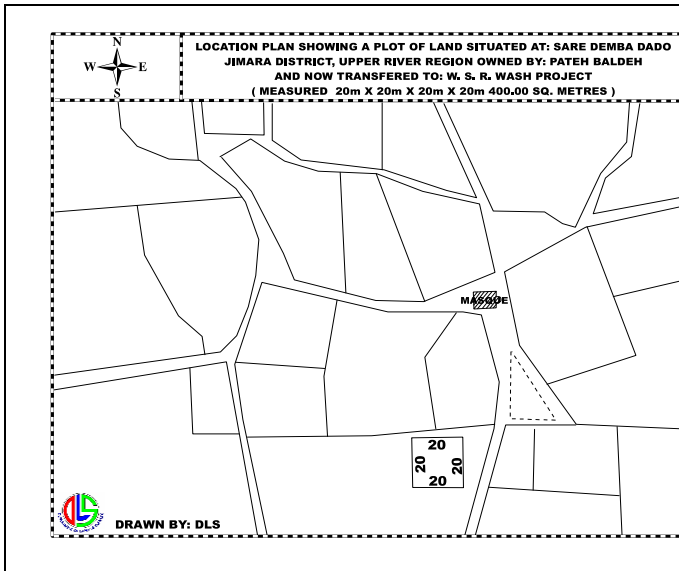 N
W E
S
LOCATION PLAN SHOWING A PLOT OF LAND SITUATED AT: SARE DEMBA DADO
JIMARA DISTRICT, UPPER RIVER REGION OWNED BY: PATEH BALDEH
AND NOW TRANSFERED TO: W. S. R. WASH PROJECT
( MEASURED 20m X 20m X 20m X 20m 400.00 SQ. METRES )
MASQUE
20
20 20
20
DLS
DRAWN BY: DLS